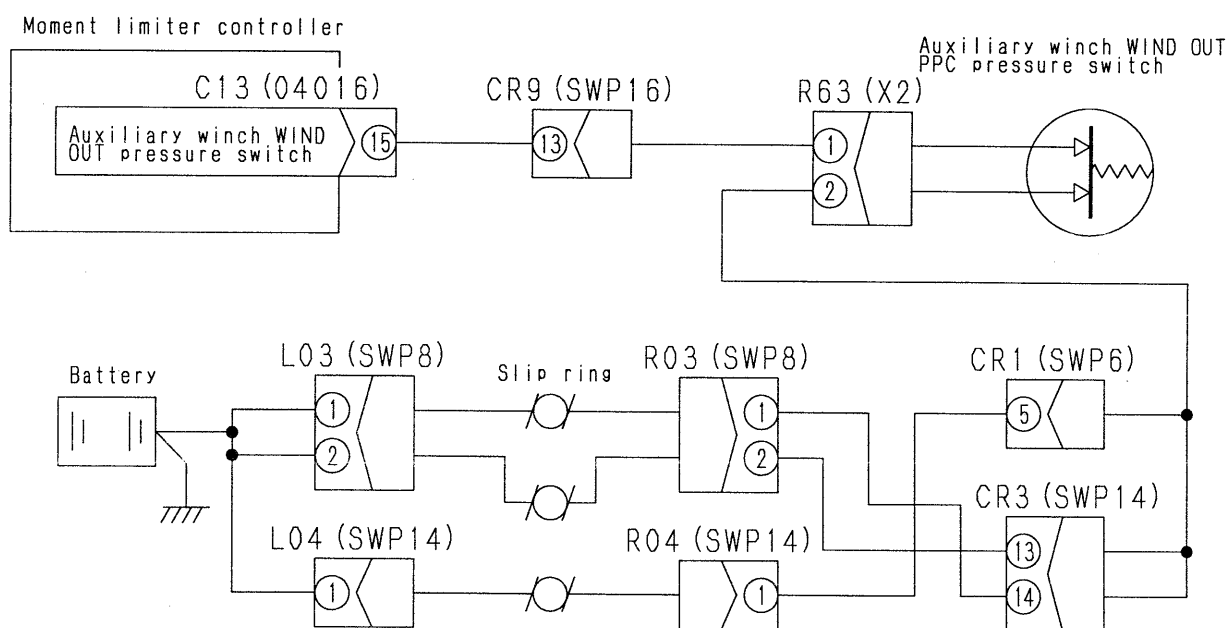 Moment limiter controller
Auxiliary winch WIND OUT
PPC pressure switch
C13 (04016)
CR9 (SWP16)
R63 (X2)
Auxiliary winch WIND
OUT pressure switch
15
13
1
2
L03 (SWP8)
Slip ring
R03 (SWP8)
CR1 (SWP6)
Battery
1
2
1
2
5
CR3 (SWP14)
L04 (SWP14)
R04 (SWP14)
13
14
1
1